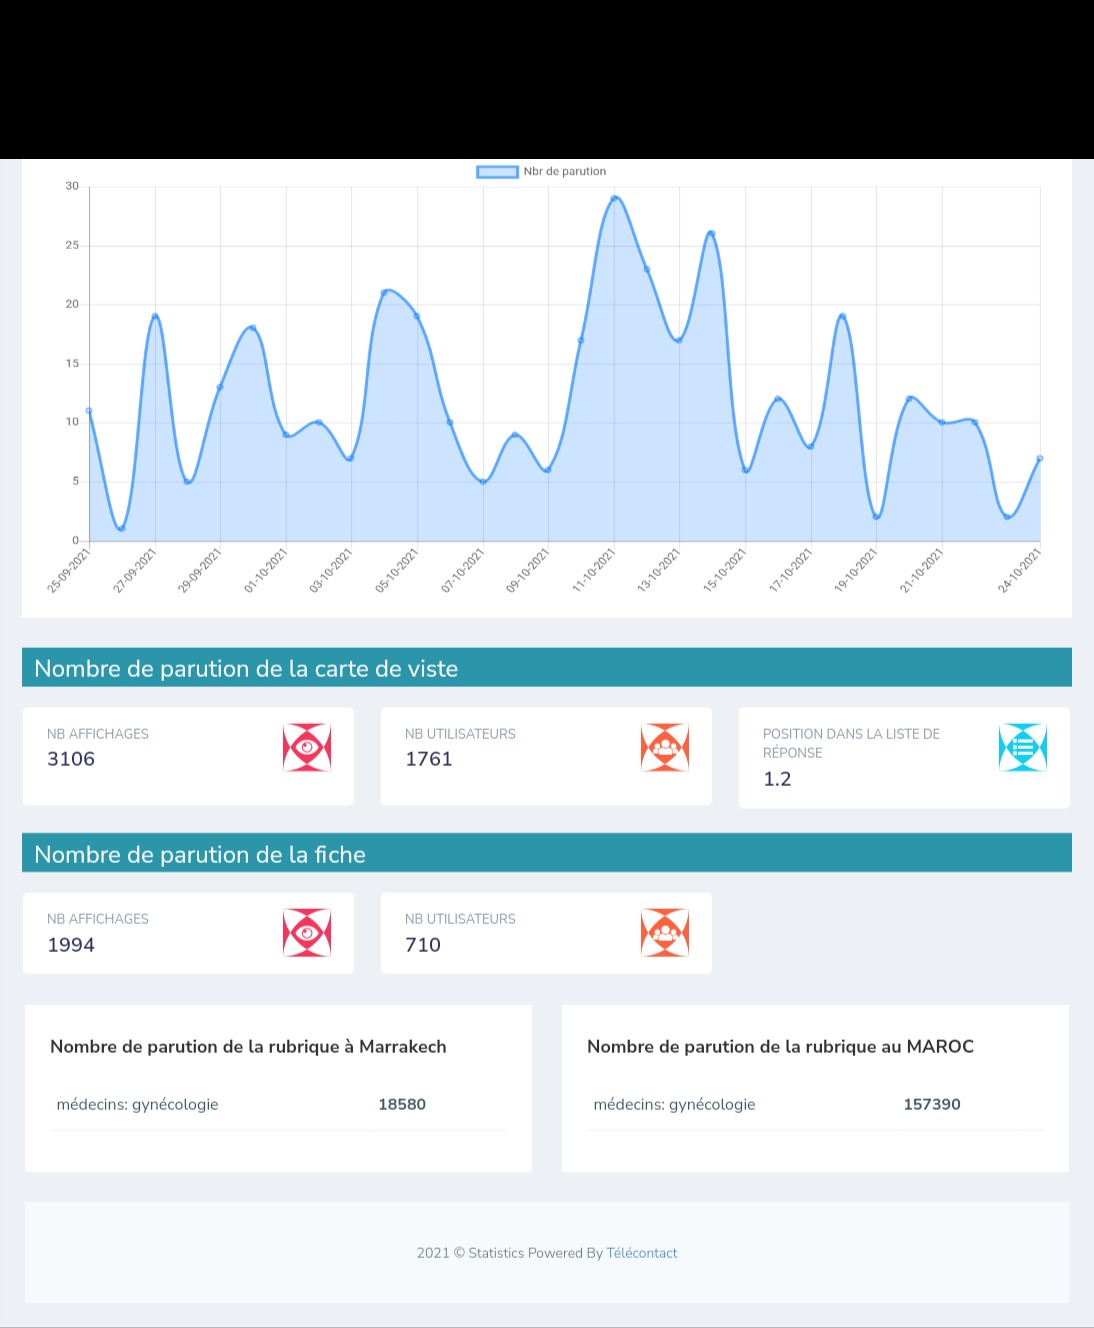 Nbr de parution
30
25
20
15
10
5
0
25-09-2021
27-09-2021
29-09-2021
01-10-2021
03-10-2021
05-10-2021
07-10-2021
09-10-2021
11-10-2021
13-10-2021
15-10-2021
17-10-2021
19-10-2021
21-10-2021
24-10-2021
Nombre de parution de la carte de viste
NB AFFICHAGES
3106
NB UTILISATEURS
1761
POSITION DANS LA LISTE DE
RÉPONSE
1.2
Nombre de parution de la fiche
NB AFFICHAGES
1994
NB UTILISATEURS
710
Nombre de parution de la rubrique à Marrakech
médecins: gynécologie 18580
Nombre de parution de la rubrique au MAROC
médecins: gynécologie 157390
2021 © Statistics Powered By Télécontact